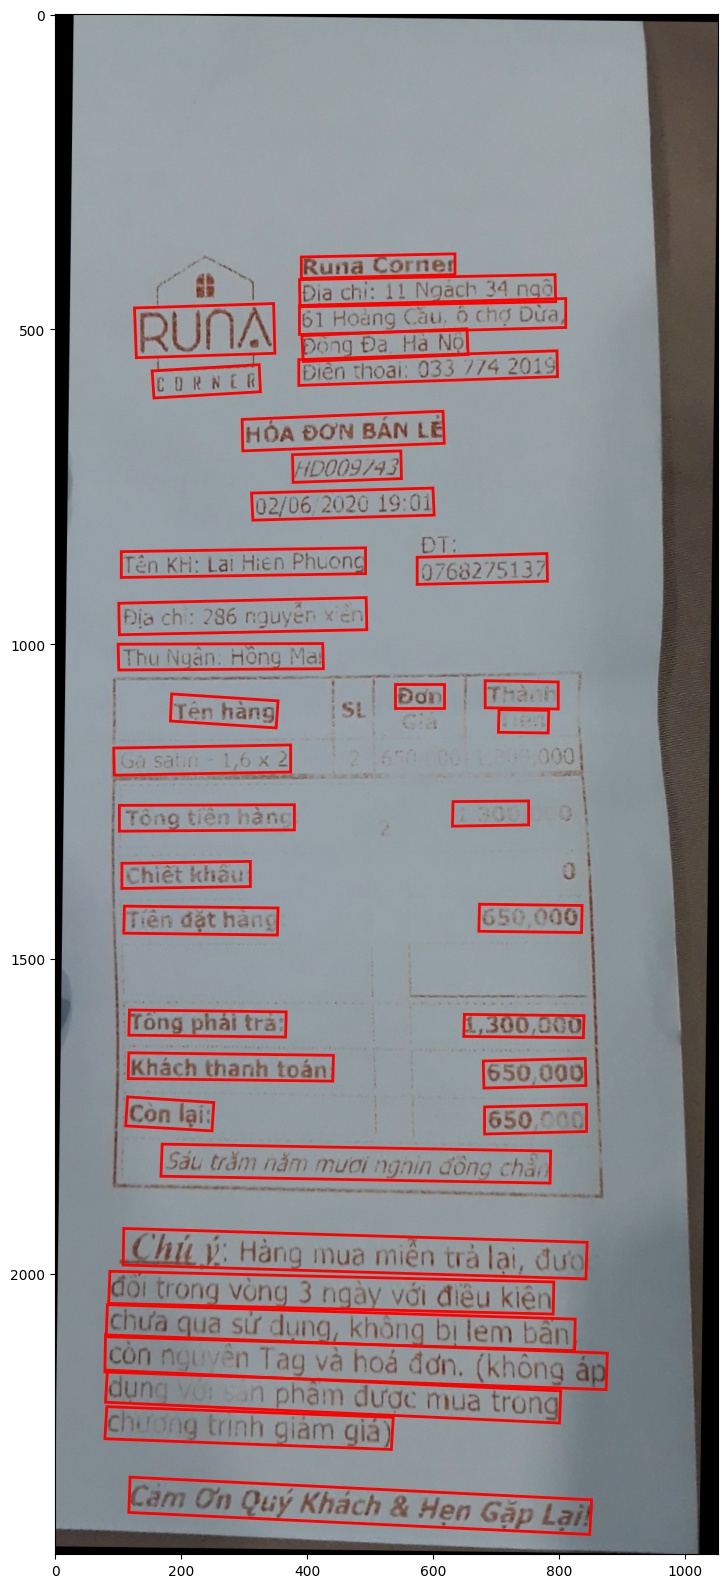 RUNA
CORNER
Runa Corner
Địa chỉ: 11 Ngách 34 ngõ
61 Hoàng Cầu, ô chợ Dừa,
Đống Đa, Hà Nộ
Điện thoại: 033 774 2019
HÓA ĐƠN BÁN LẺ
HD009743
02/06/2020 19:01
Tên KH: Lai Hien Phuong
ĐT:
0768275137
Địa chỉ: 286 nguyễn xiển
Thu Ngân: Hồng Mai
Tên hàng SL Đơn Giá Thành Tiền
Ga satin - 1,6 x 2 2 650,000 1,300,000
Tổng tiền hàng 2 1,300,000
Chiết khấu 0
Tiền đặt hàng 650,000
Tổng phải trả: 1,300,000
Khách thanh toán 650,000
Còn lại: 650,000
Sáu trăm năm mươi nghìn đồng chẵn
Chú ý: Hàng mua miễn trả lại, đượ
đổi trong vòng 3 ngày với điều kiện
chưa qua sử dụng, không bị lem bẩn
còn nguyên Tag và hoá đơn. (không áp
dụng với sản phẩm được mua trong
chương trình giảm giá)
Cảm Ơn Quý Khách & Hẹn Gặp Lại!
0
500
1000
1500
2000
0 200 400 600 800 1000